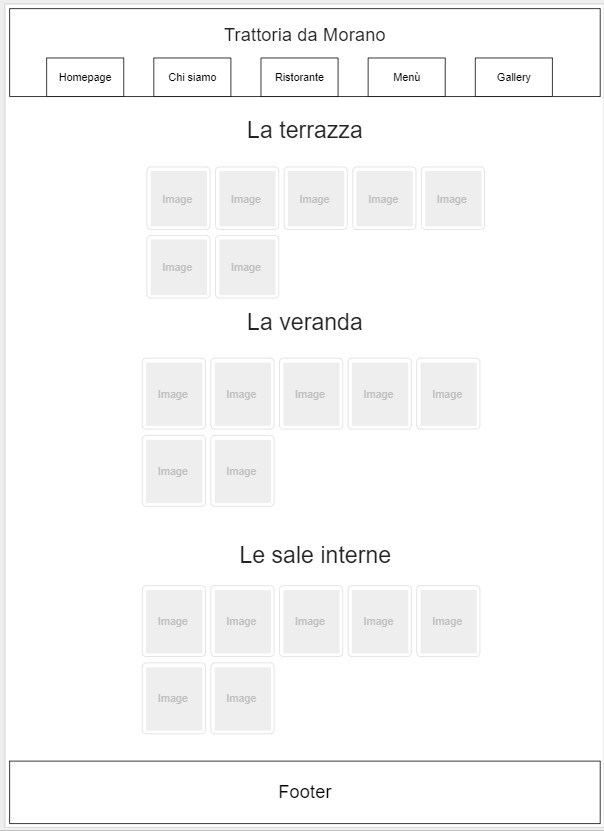 Trattoria da Morano
Homepage Chi siamo Ristorante Menù Gallery
La terrazza
Image Image Image Image Image
Image Image
La veranda
Image Image Image Image Image
Image Image
Le sale interne
Image Image Image Image Image
Image Image
Footer